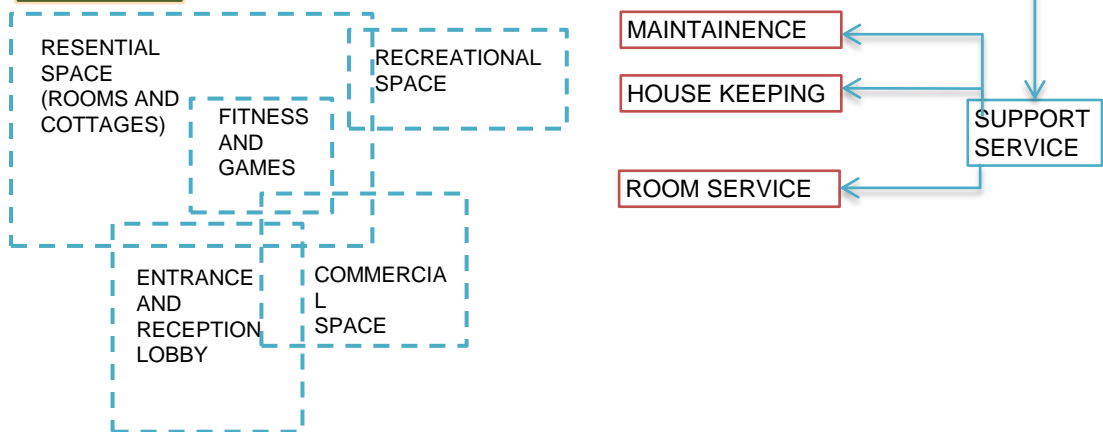 RESENTIAL
SPACE
(ROOMS AND
COTTAGES)
FITNESS
AND
GAMES
RECREATIONAL
SPACE
ENTRANCE
AND
RECEPTION
LOBBY
COMMERCIA
L
SPACE
MAINTAINENCE
HOUSE KEEPING
ROOM SERVICE
SUPPORT
SERVICE